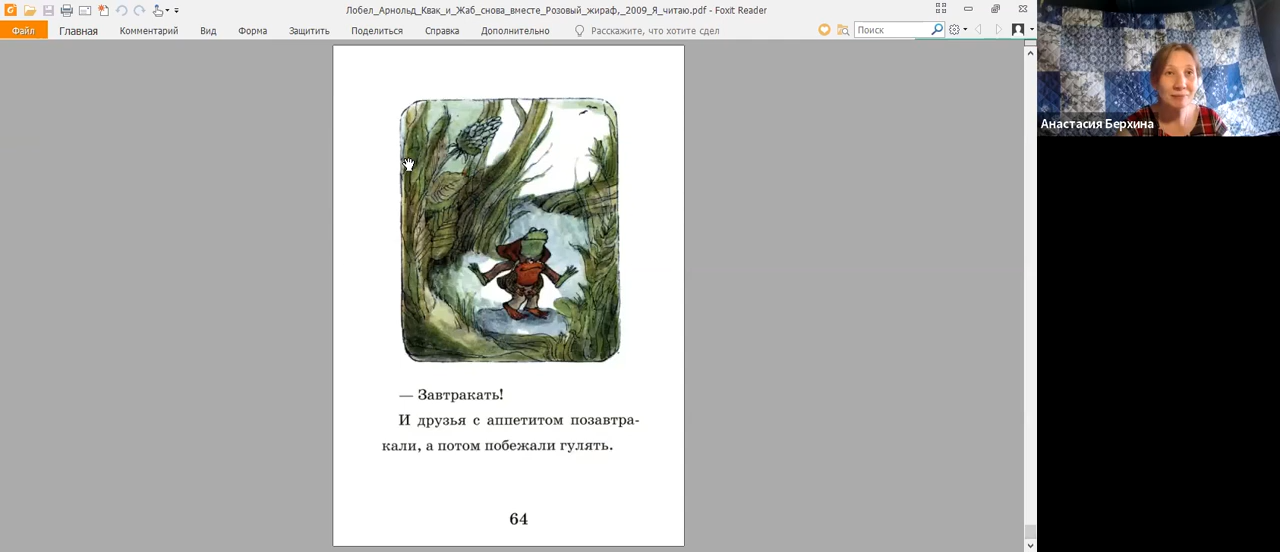 Лобел_Арнольд_Квак_и_Жаб_снова_вместе_Розовый_жираф,_2009_Я_читаю.pdf - Foxit Reader
Файл Главная Комментарий Вид Форма Защитить Поделиться Справка Дополнительно Расскажите, что хотите сдел Поиск
Анастасия Берхина
— Завтракать!
И друзья с аппетитом позавтра-
кали, а потом побежали гулять.
64